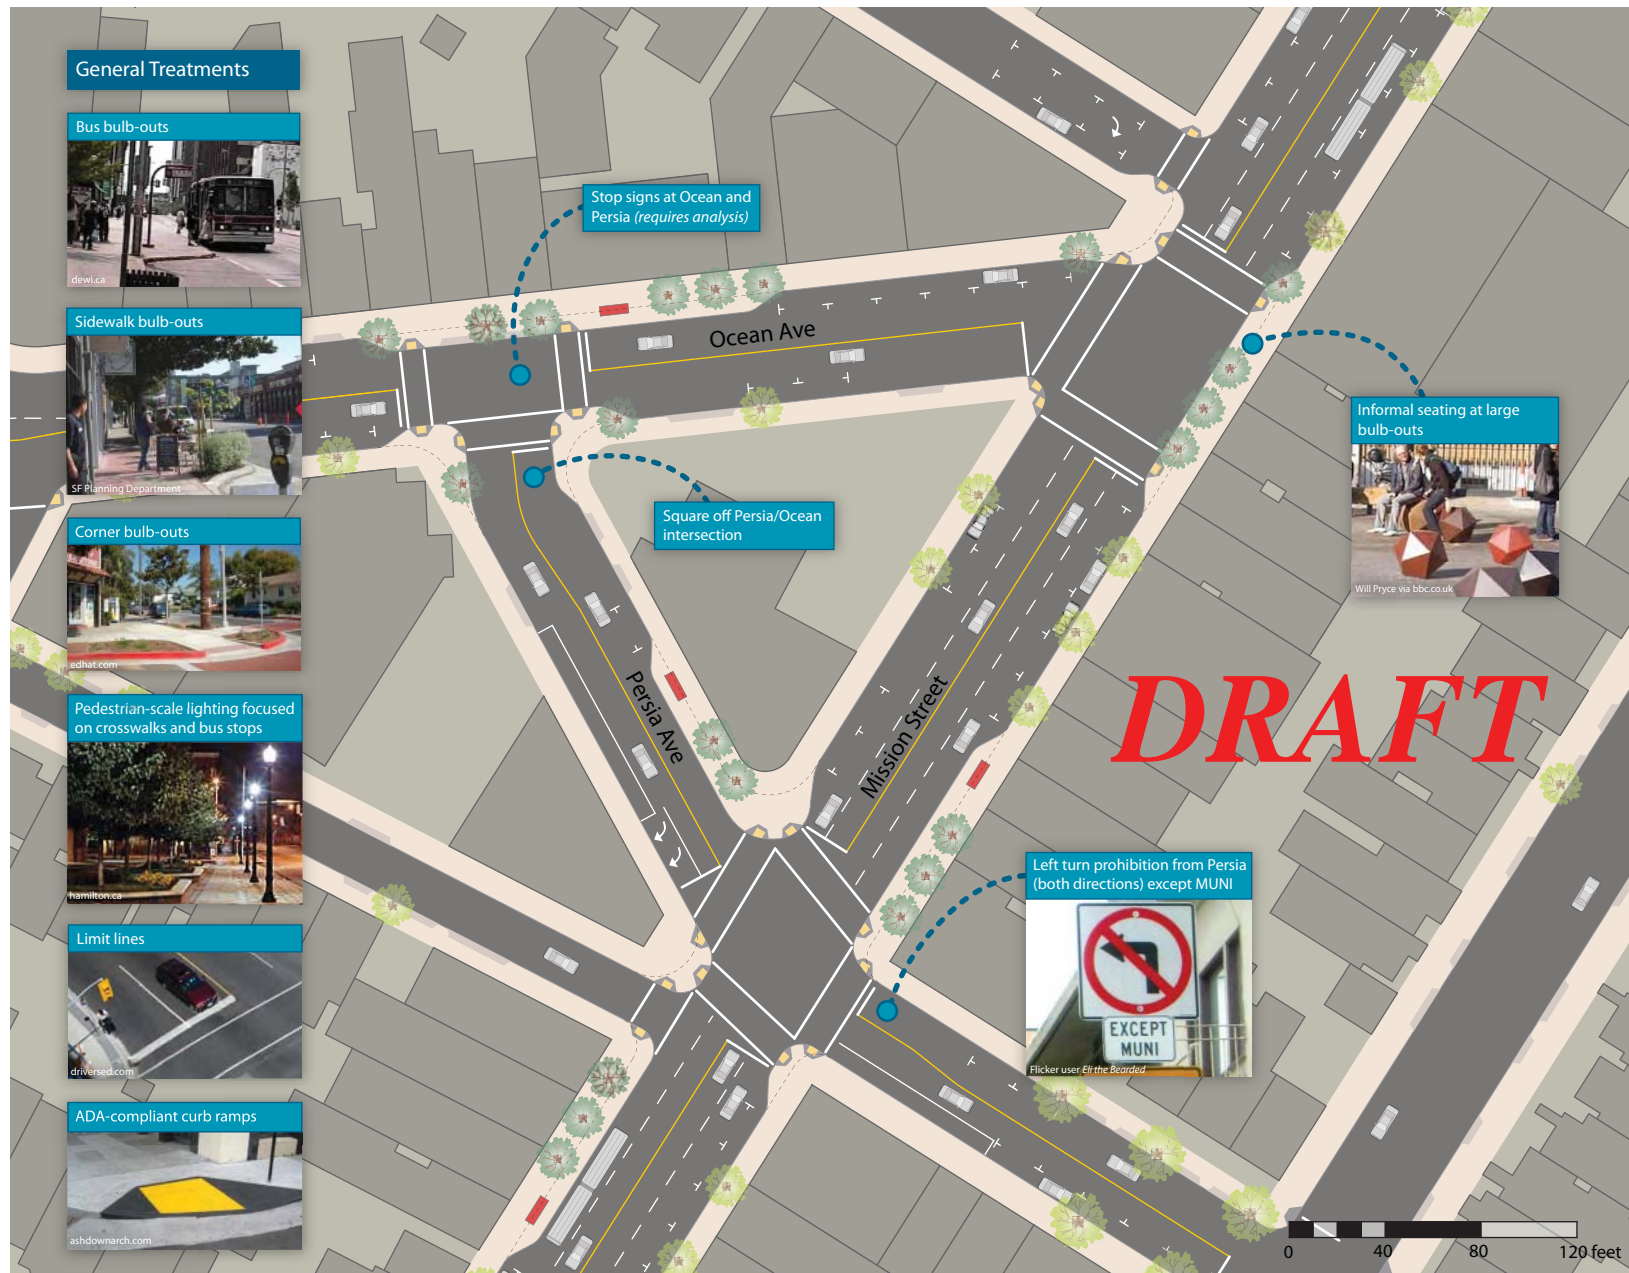 General Treatments
Bus bulb-outs
dewi.ca
Sidewalk bulb-outs
SF Planning Department
Corner bulb-outs
edhat.com
Pedestrian-scale lighting focused
on crosswalks and bus stops
hamilton.ca
Limit lines
driversed.com
ADA-compliant curb ramps
ashdownarch.com
Stop signs at Ocean and
Persia (requires analysis)
Ocean Ave
Square off Persia/Ocean
intersection
Persia Ave
Mission Street
Informal seating at large
bulb-outs
Will Pryce via bbc.co.uk
DRAFT
Left turn prohibition from Persia
(both directions) except MUNI
EXCEPT
MUNI
Flicker user Eli the Bearded
0 40 80 120 feet